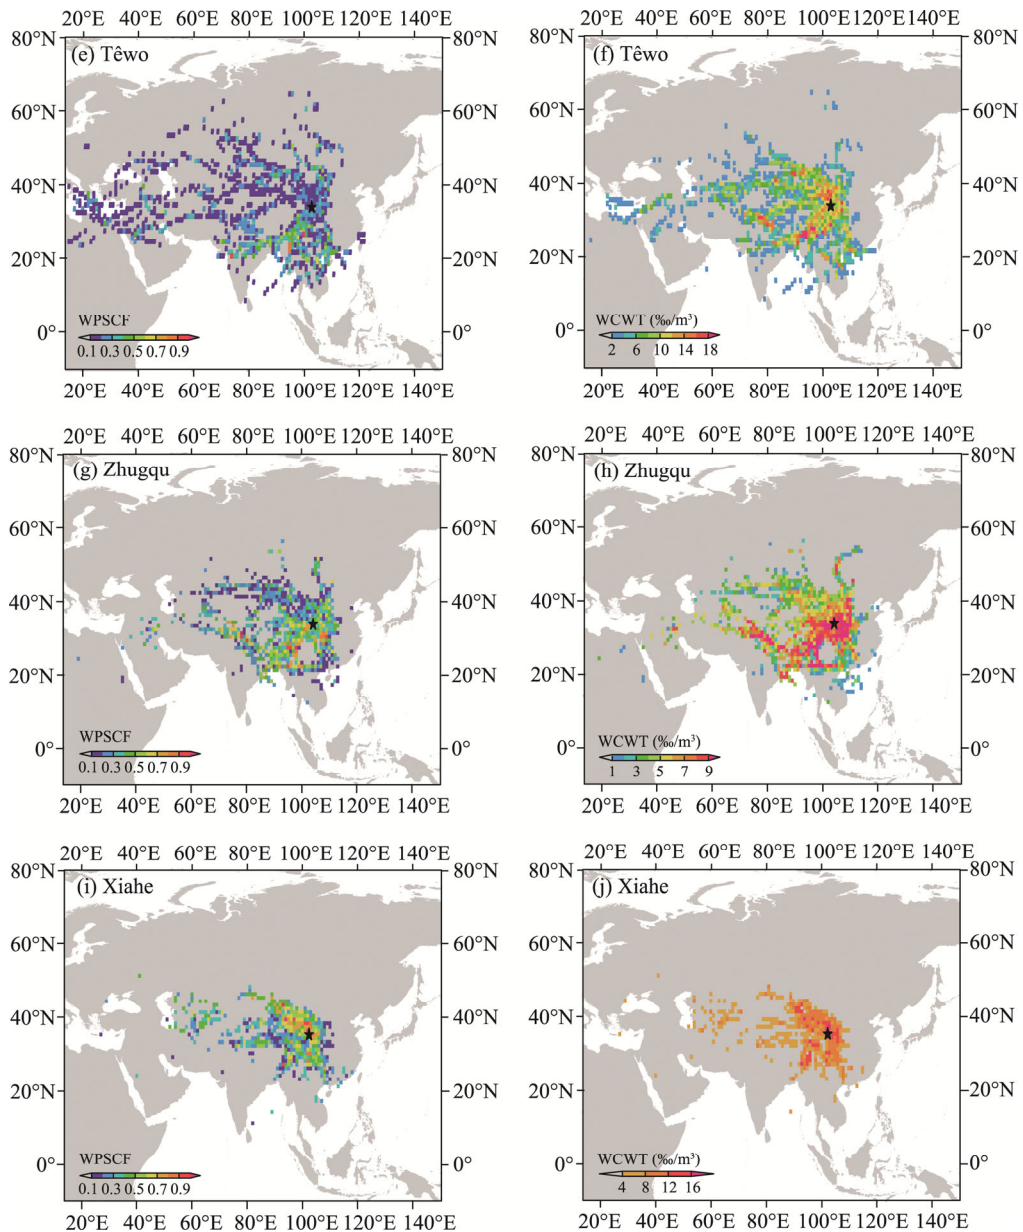 20°E 40°E 60°E 80°E 100°E 120°E 140°E
20°E 40°E 60°E 80°E 100°E 120°E 140°E
80°N (e) Têwo 80°N
80°N (f) Têwo 80°N
60°N 60°N
60°N 60°N
40°N 40°N
40°N 40°N
20°N 20°N
20°N 20°N
0° WPSCF 0°
0° WCWT (‰/m³) 0°
0.1 0.3 0.5 0.7 0.9
2 6 10 14 18
20°E 40°E 60°E 80°E 100°E 120°E 140°E
20°E 40°E 60°E 80°E 100°E 120°E 140°E
20°E 40°E 60°E 80°E 100°E 120°E 140°E
20°E 40°E 60°E 80°E 100°E 120°E 140°E
80°N (g) Zhugqu 80°N
80°N (h) Zhugqu 80°N
60°N 60°N
60°N 60°N
40°N 40°N
40°N 40°N
20°N 20°N
20°N 20°N
WPSCF
WCWT (‰/m³)
0° 0°
0° 0°
0.1 0.3 0.5 0.7 0.9
1 3 5 7 9
20°E 40°E 60°E 80°E 100°E 120°E 140°E
20°E 40°E 60°E 80°E 100°E 120°E 140°E
20°E 40°E 60°E 80°E 100°E 120°E 140°E
20°E 40°E 60°E 80°E 100°E 120°E 140°E
80°N (i) Xiahe 80°N
80°N (j) Xiahe 80°N
60°N 60°N
60°N 60°N
40°N 40°N
40°N 40°N
20°N 20°N
20°N 20°N
0° WPSCF 0°
0° WCWT (‰/m³) 0°
0.1 0.3 0.5 0.7 0.9
4 8 12 16
20°E 40°E 60°E 80°E 100°E 120°E 140°E
20°E 40°E 60°E 80°E 100°E 120°E 140°E